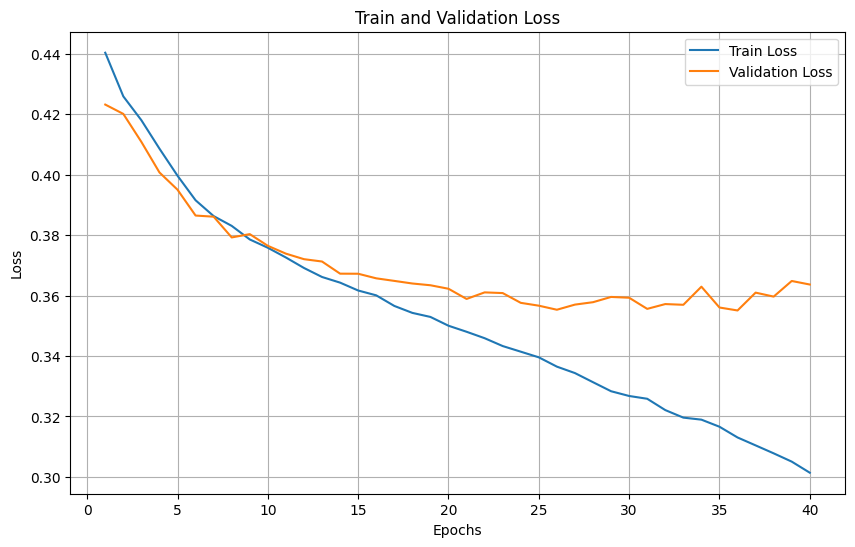 Train and Validation Loss
Train Loss
Validation Loss
0.44
0.42
0.40
0.38
0.36
0.34
0.32
0.30
Loss
0 5 10 15 20 25 30 35 40
Epochs